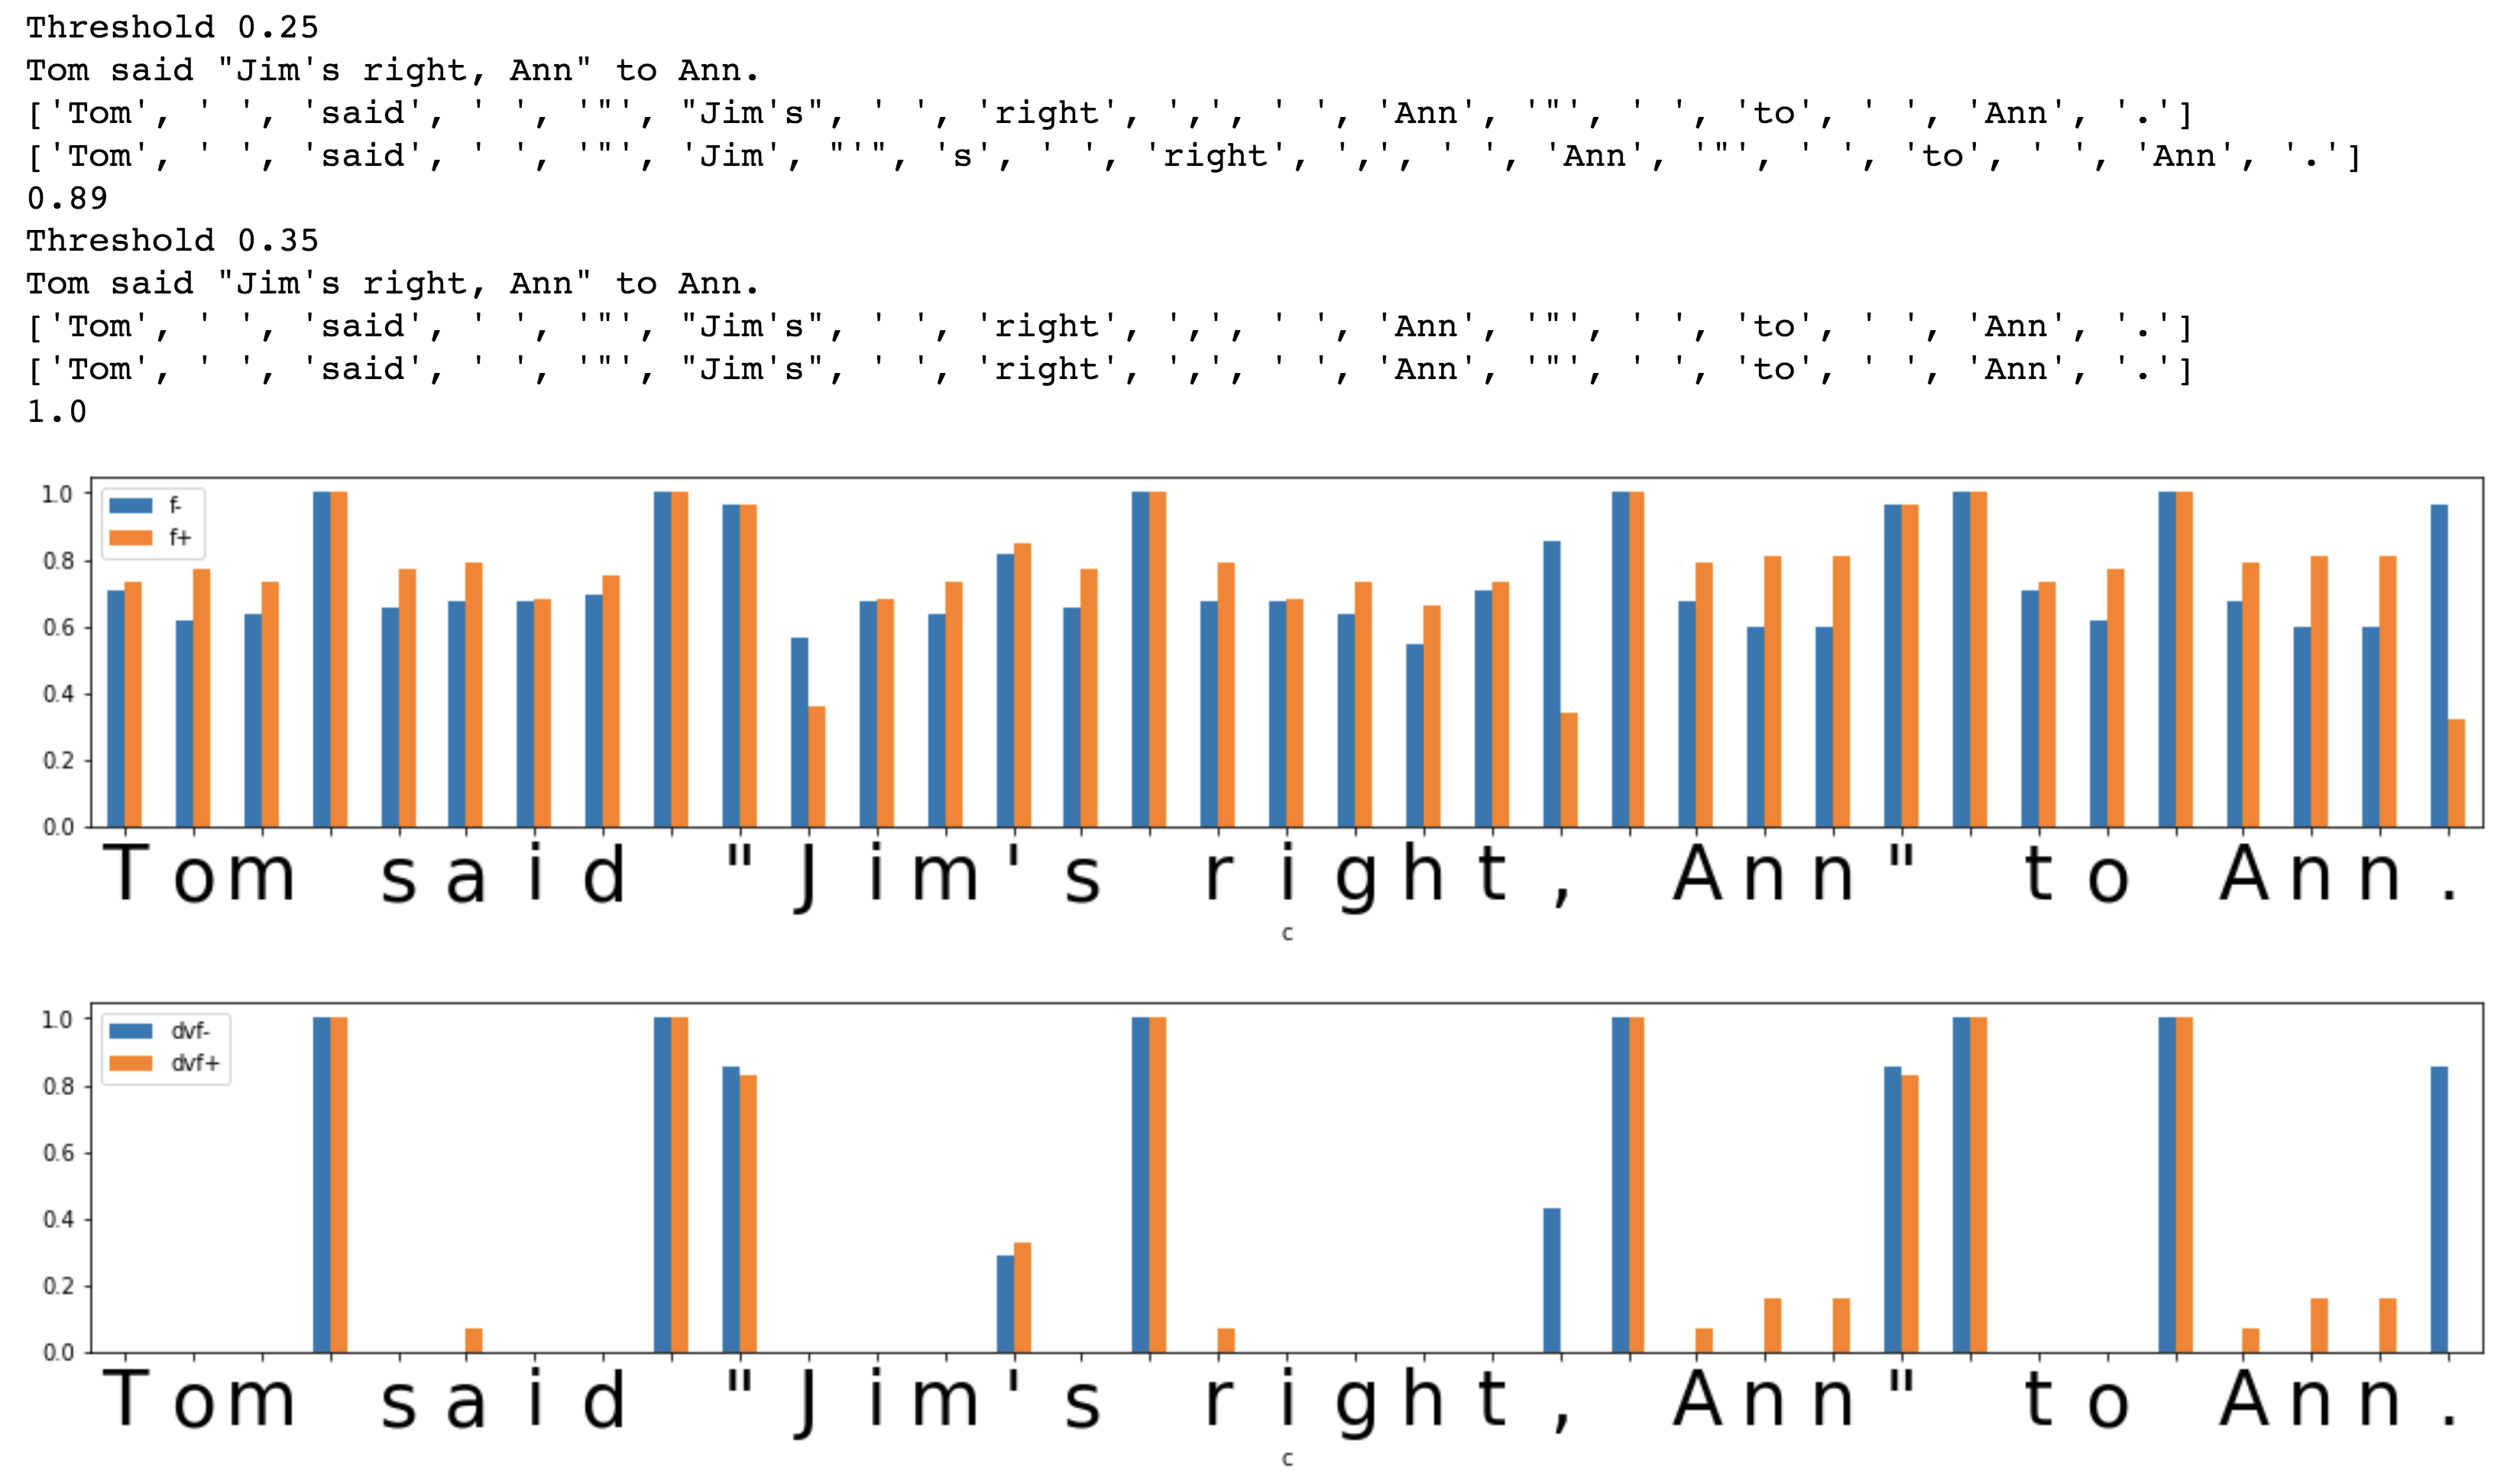 Threshold 0.25
Tom said "Jim's right, Ann" to Ann.
['Tom', ' ', 'said', ' ', '"', "Jim's", ' ', 'right', ',', ' ', 'Ann', '"', ' ', 'to', ' ', 'Ann', '.']
['Tom', ' ', 'said', ' ', '"', 'Jim', "'", 's', ' ', 'right', ',', ' ', 'Ann', '"', ' ', 'to', ' ', 'Ann', '.']
0.89
Threshold 0.35
Tom said "Jim's right, Ann" to Ann.
['Tom', ' ', 'said', ' ', '"', "Jim's", ' ', 'right', ',', ' ', 'Ann', '"', ' ', 'to', ' ', 'Ann', '.']
['Tom', ' ', 'said', ' ', '"', "Jim's", ' ', 'right', ',', ' ', 'Ann', '"', ' ', 'to', ' ', 'Ann', '.']
1.0
1.0
0.8
0.6
0.4
0.2
0.0
f-
f+
T o m s a i d " J i m ' s r i g h t , A n n " t o A n n .
c
1.0
0.8
0.6
0.4
0.2
0.0
dvf-
dvf+
T o m s a i d " J i m ' s r i g h t , A n n " t o A n n .
c